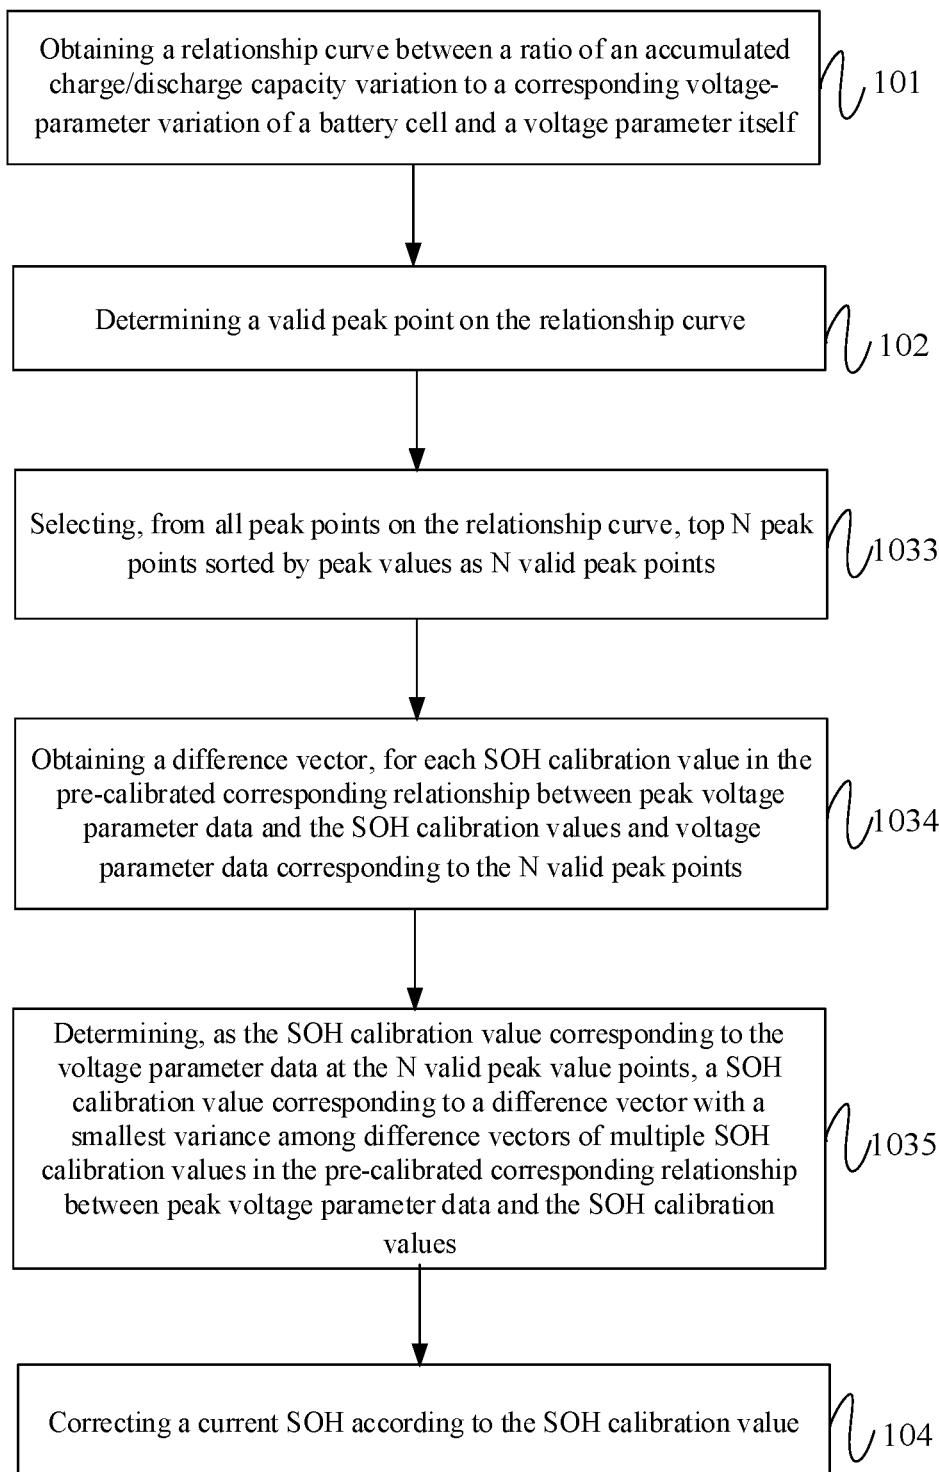 Obtaining a relationship curve between a ratio of an accumulated
charge/discharge capacity variation to a corresponding voltage-
parameter variation of a battery cell and a voltage parameter itself
101
Determining a valid peak point on the relationship curve
102
Selecting, from all peak points on the relationship curve, top N peak
points sorted by peak values as N valid peak points
1033
Obtaining a difference vector, for each SOH calibration value in the
pre-calibrated corresponding relationship between peak voltage
parameter data and the SOH calibration values and voltage
parameter data corresponding to the N valid peak points
1034
Determining, as the SOH calibration value corresponding to the
voltage parameter data at the N valid peak value points, a SOH
calibration value corresponding to a difference vector with a
smallest variance among difference vectors of multiple SOH
calibration values in the pre-calibrated corresponding relationship
between peak voltage parameter data and the SOH calibration
values
1035
Correcting a current SOH according to the SOH calibration value
104